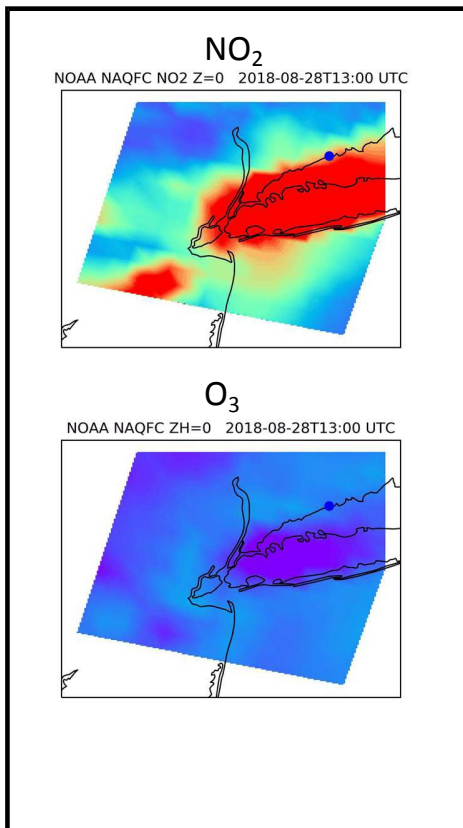 NO₂
NOAA NAQFC NO2 Z=0 2018-08-28T13:00 UTC
O₃
NOAA NAQFC ZH=0 2018-08-28T13:00 UTC